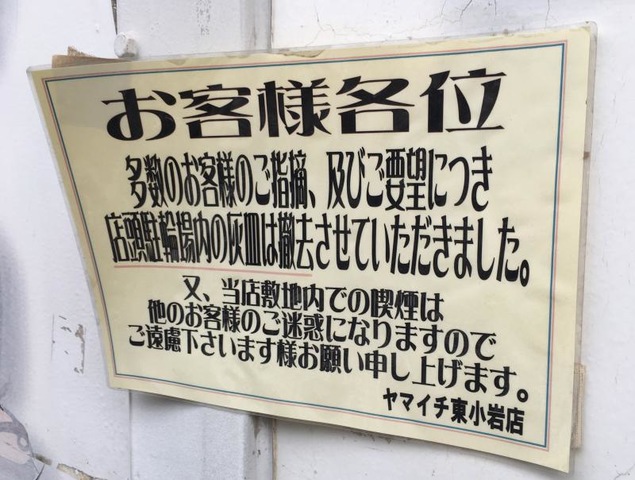 お客様各位
多数のお客様のご指摘、及びご要望につき
店頭駐輪場内の灰皿は撤去させていただきました。
又、当店敷地内での喫煙は
他のお客様のご迷惑になりますので
ご遠慮下さいます様お願い申し上げます。
ヤマイチ東小岩店